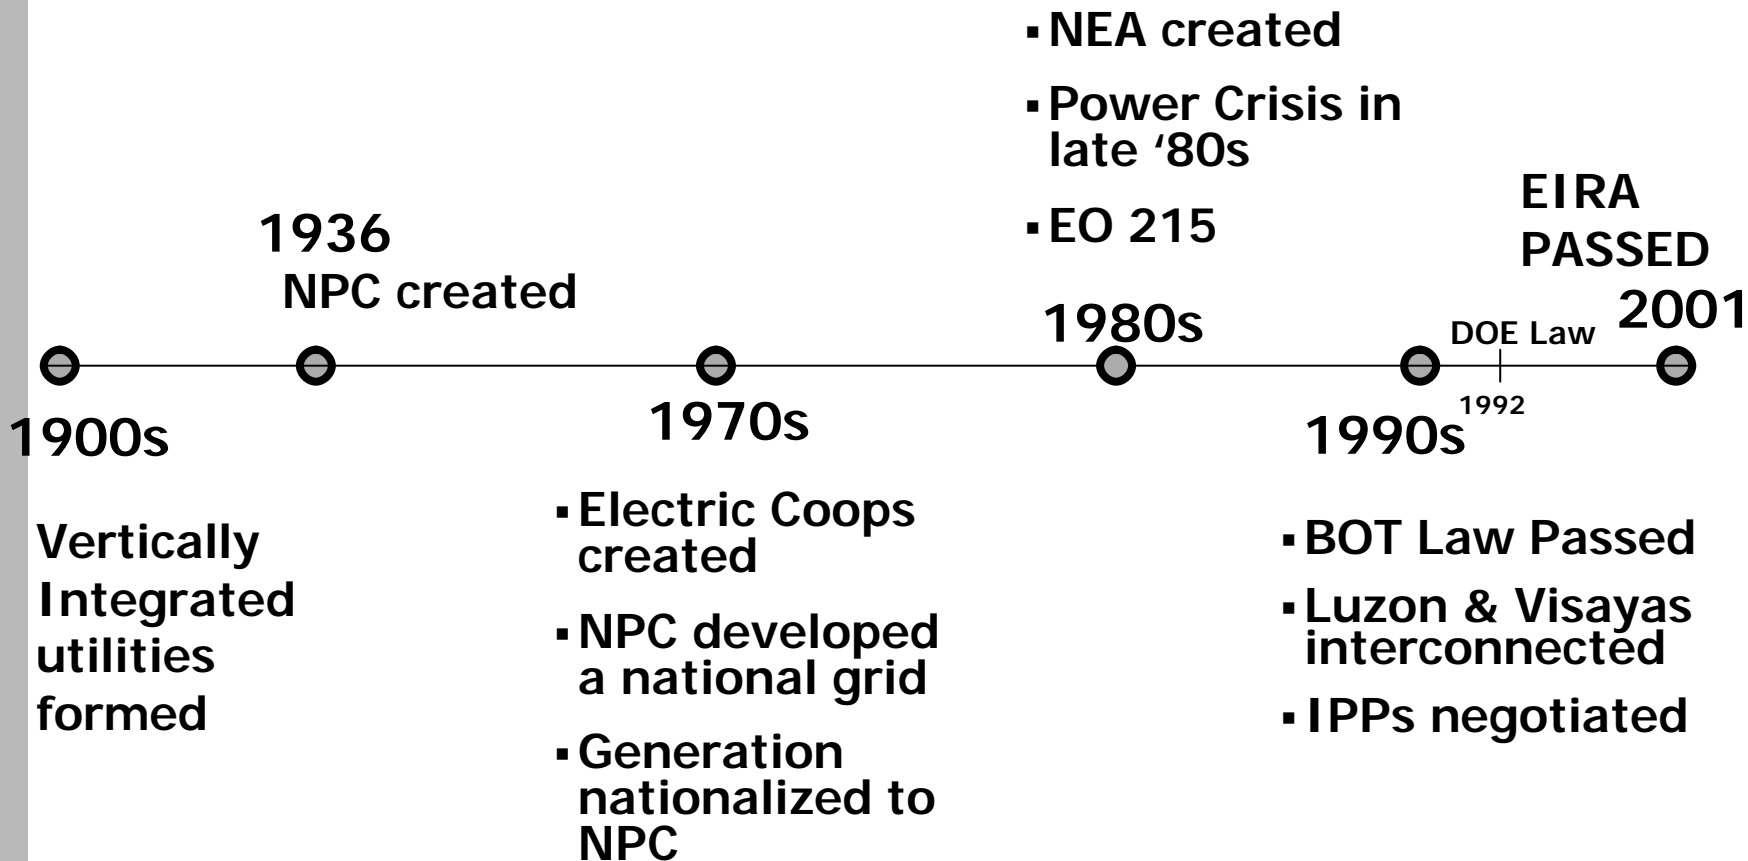 1900s
Vertically
Integrated
utilities
formed
1936
NPC created
1970s
▪ Electric Coops
created
▪ NPC developed
a national grid
▪ Generation
nationalized to
NPC
▪ NEA created
▪ Power Crisis in
late ‘80s
▪ EO 215
1980s
1990s
▪ BOT Law Passed
▪ Luzon & Visayas
interconnected
▪ IPPs negotiated
DOE Law
1992
EIRA
PASSED
2001